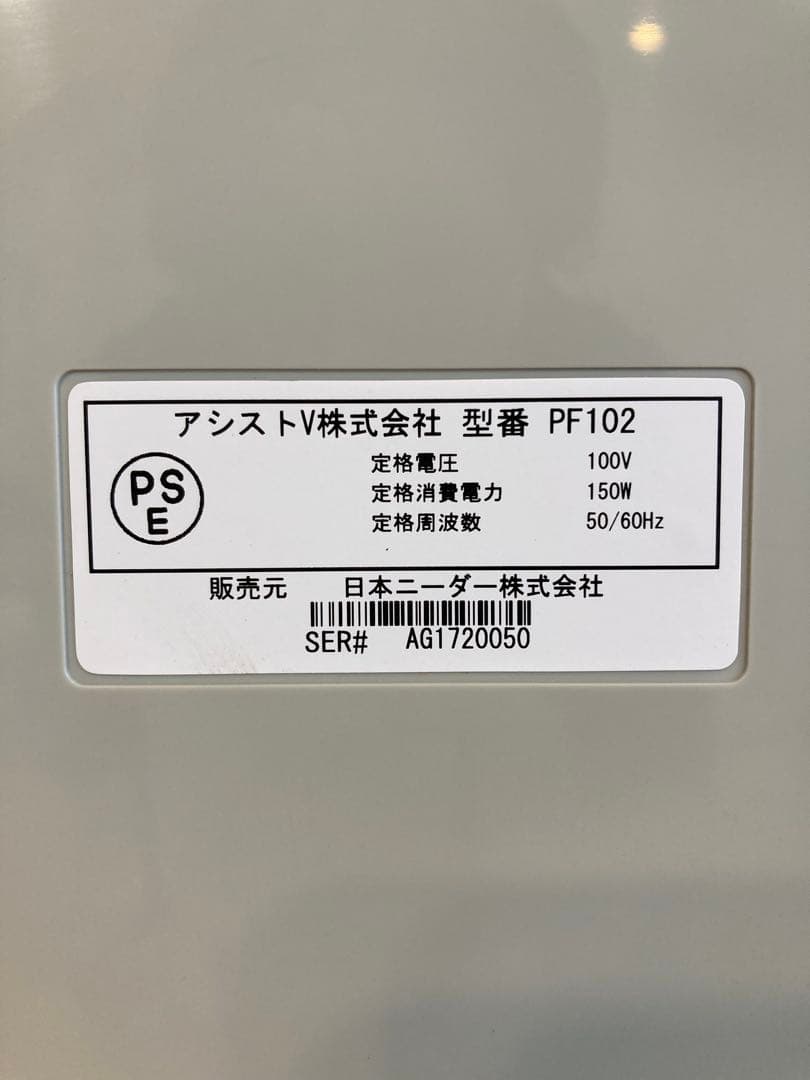 アシストV株式会社 型番 PF102
PS
E
定格電圧 100V
定格消費電力 150W
定格周波数 50/60Hz
販売元 日本ニーダー株式会社
SER# AG1720050